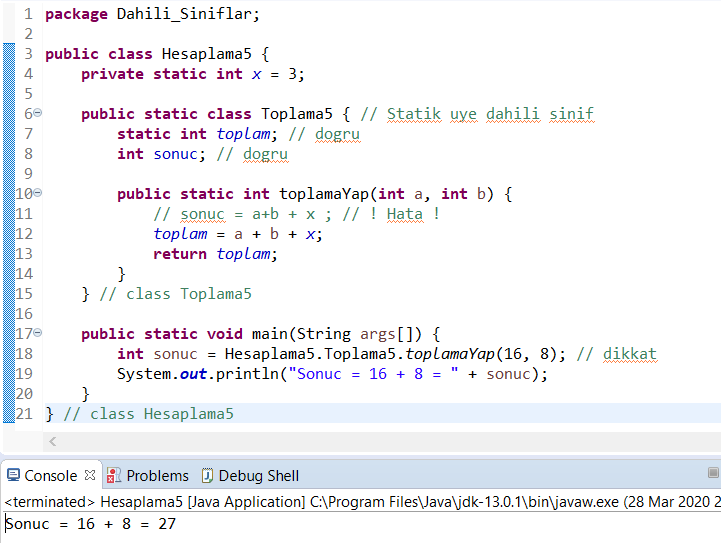 1 package Dahili_Siniflar;
2
3 public class Hesaplama5 {
4 private static int x = 3;
5
6 public static class Toplama5 { // Statik uye dahili sinif
7 static int toplam; // dogru
8 int sonuc; // dogru
9
10 public static int toplamaYap(int a, int b) {
11 // sonuc = a+b + x ; // ! Hata !
12 toplam = a + b + x;
13 return toplam;
14 }
15 } // class Toplama5
16
17 public static void main(String args[]) {
18 int sonuc = Hesaplama5.Toplama5.toplamaYap(16, 8); // dikkat
19 System.out.println("Sonuc = 16 + 8 = " + sonuc);
20 }
21 } // class Hesaplama5
Console Problems Debug Shell
<terminated> Hesaplama5 [Java Application] C:\Program Files\Java\jdk-13.0.1\bin\javaw.exe (28 Mar 2020 2
Sonuc = 16 + 8 = 27